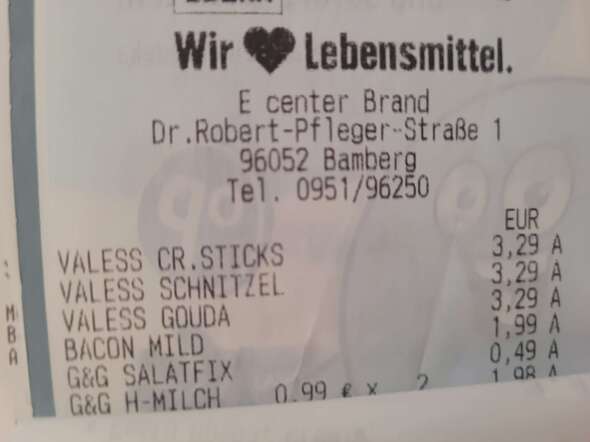 Wir ♥ Lebensmittel.
E center Brand
Dr.Robert-Pfleger-Straße 1
96052 Bamberg
Tel. 0951/96250
EUR
VALESS CR.STICKS 3,29 A
VALESS SCHNITZEL 3,29 A
VALESS GOUDA 3,29 A
BACON MILD 1,99 A
G&G SALATFIX 0,49 A
G&G H-MILCH 0,99 € x 2 1,98 A